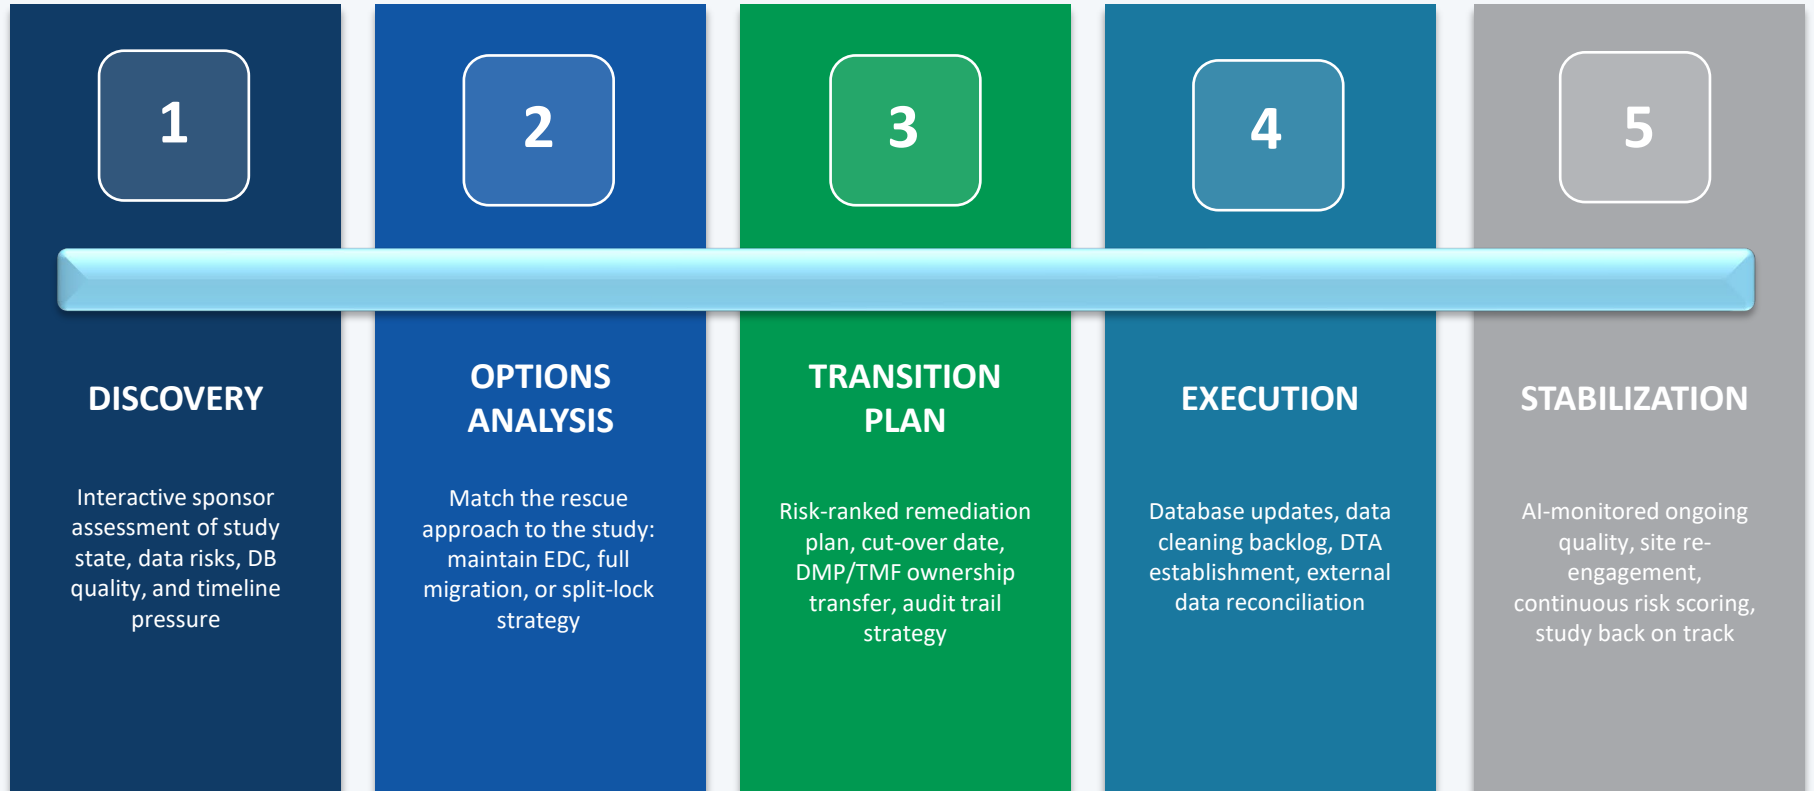 1
DISCOVERY
Interactive sponsor
assessment of study
state, data risks, DB
quality, and timeline
pressure
2
OPTIONS
ANALYSIS
Match the rescue
approach to the study:
maintain EDC, full
migration, or split-lock
strategy
3
TRANSITION
PLAN
Risk-ranked remediation
plan, cut-over date,
DMP/TMF ownership
transfer, audit trail
strategy
4
EXECUTION
Database updates, data
cleaning backlog, DTA
establishment, external
data reconciliation
5
STABILIZATION
AI-monitored ongoing
quality, site re-
engagement,
continuous risk scoring,
study back on track